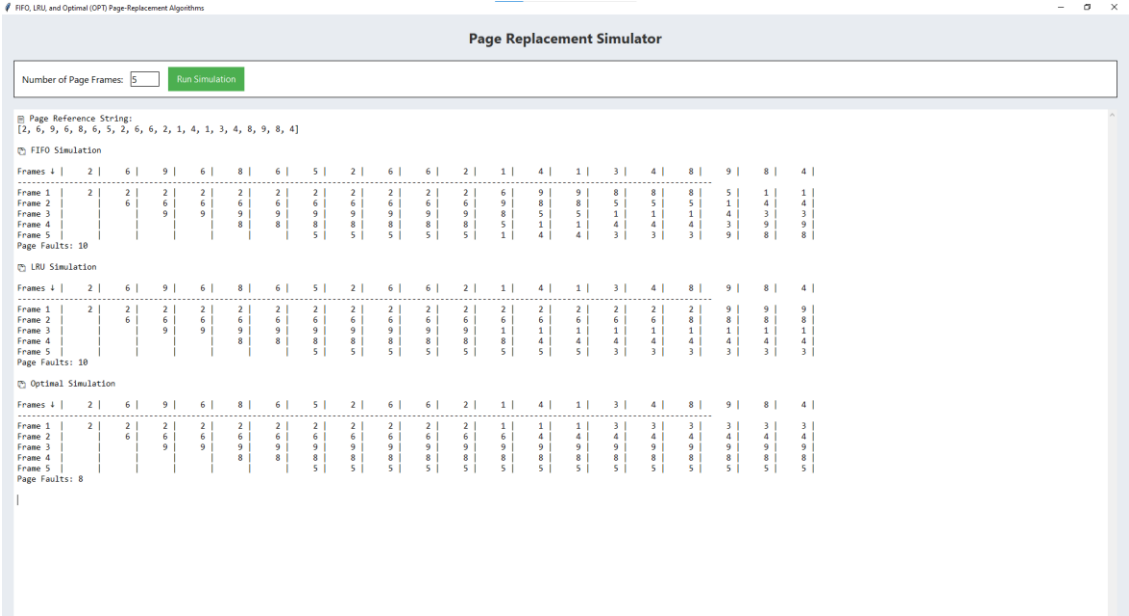 FIFO, LRU, and Optimal (OPT) Page-Replacement Algorithms
Page Replacement Simulator
Number of Page Frames: 5 Run Simulation
Page Reference String:
[2, 6, 9, 6, 8, 6, 5, 2, 6, 6, 2, 1, 4, 1, 3, 4, 8, 9, 8, 4]
FIFO Simulation
Frames ↓ | 2 | 6 | 9 | 6 | 8 | 6 | 5 | 2 | 6 | 6 | 2 | 1 | 4 | 1 | 3 | 4 | 8 | 9 | 8 | 4 |
Frame 1 | 2 | 2 | 2 | 2 | 2 | 2 | 2 | 2 | 2 | 2 | 2 | 6 | 9 | 9 | 8 | 8 | 8 | 5 | 1 | 1 |
Frame 2 | | 6 | 6 | 6 | 6 | 6 | 6 | 6 | 6 | 6 | 6 | 9 | 8 | 8 | 5 | 5 | 5 | 1 | 4 | 4 |
Frame 3 | | | 9 | 9 | 9 | 9 | 9 | 9 | 9 | 9 | 9 | 8 | 5 | 5 | 1 | 1 | 1 | 4 | 3 | 3 |
Frame 4 | | | | | 8 | 8 | 8 | 8 | 8 | 8 | 8 | 5 | 1 | 1 | 4 | 4 | 4 | 3 | 9 | 9 |
Frame 5 | | | | | | | 5 | 5 | 5 | 5 | 5 | 1 | 4 | 4 | 3 | 3 | 3 | 9 | 8 | 8 |
Page Faults: 10
LRU Simulation
Frames ↓ | 2 | 6 | 9 | 6 | 8 | 6 | 5 | 2 | 6 | 6 | 2 | 1 | 4 | 1 | 3 | 4 | 8 | 9 | 8 | 4 |
Frame 1 | 2 | 2 | 2 | 2 | 2 | 2 | 2 | 2 | 2 | 2 | 2 | 2 | 2 | 2 | 2 | 2 | 2 | 9 | 9 | 9 |
Frame 2 | | 6 | 6 | 6 | 6 | 6 | 6 | 6 | 6 | 6 | 6 | 6 | 6 | 6 | 6 | 6 | 8 | 8 | 8 | 8 |
Frame 3 | | | 9 | 9 | 9 | 9 | 9 | 9 | 9 | 9 | 9 | 1 | 1 | 1 | 1 | 1 | 1 | 1 | 1 | 1 |
Frame 4 | | | | | 8 | 8 | 8 | 8 | 8 | 8 | 8 | 8 | 4 | 4 | 4 | 4 | 4 | 4 | 4 | 4 |
Frame 5 | | | | | | | 5 | 5 | 5 | 5 | 5 | 5 | 5 | 5 | 3 | 3 | 3 | 3 | 3 | 3 |
Page Faults: 10
Optimal Simulation
Frames ↓ | 2 | 6 | 9 | 6 | 8 | 6 | 5 | 2 | 6 | 6 | 2 | 1 | 4 | 1 | 3 | 4 | 8 | 9 | 8 | 4 |
Frame 1 | 2 | 2 | 2 | 2 | 2 | 2 | 2 | 2 | 2 | 2 | 2 | 1 | 1 | 1 | 3 | 3 | 3 | 3 | 3 | 3 |
Frame 2 | | 6 | 6 | 6 | 6 | 6 | 6 | 6 | 6 | 6 | 6 | 6 | 4 | 4 | 4 | 4 | 4 | 4 | 4 | 4 |
Frame 3 | | | 9 | 9 | 9 | 9 | 9 | 9 | 9 | 9 | 9 | 9 | 9 | 9 | 9 | 9 | 9 | 9 | 9 | 9 |
Frame 4 | | | | | 8 | 8 | 8 | 8 | 8 | 8 | 8 | 8 | 8 | 8 | 8 | 8 | 8 | 8 | 8 | 8 |
Frame 5 | | | | | | | 5 | 5 | 5 | 5 | 5 | 5 | 5 | 5 | 5 | 5 | 5 | 5 | 5 | 5 |
Page Faults: 8